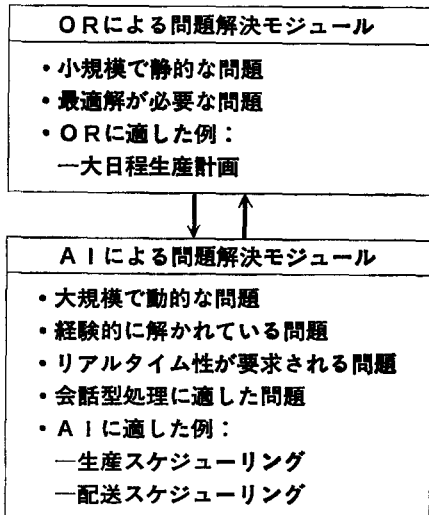 ORによる問題解決モジュール
・小規模で静的な問題
・最適解が必要な問題
・ORに適した例：
―大日程生産計画
AIによる問題解決モジュール
・大規模で動的な問題
・経験的に解かれている問題
・リアルタイム性が要求される問題
・会話型処理に適した問題
・AIに適した例：
―生産スケジューリング
―配送スケジューリング